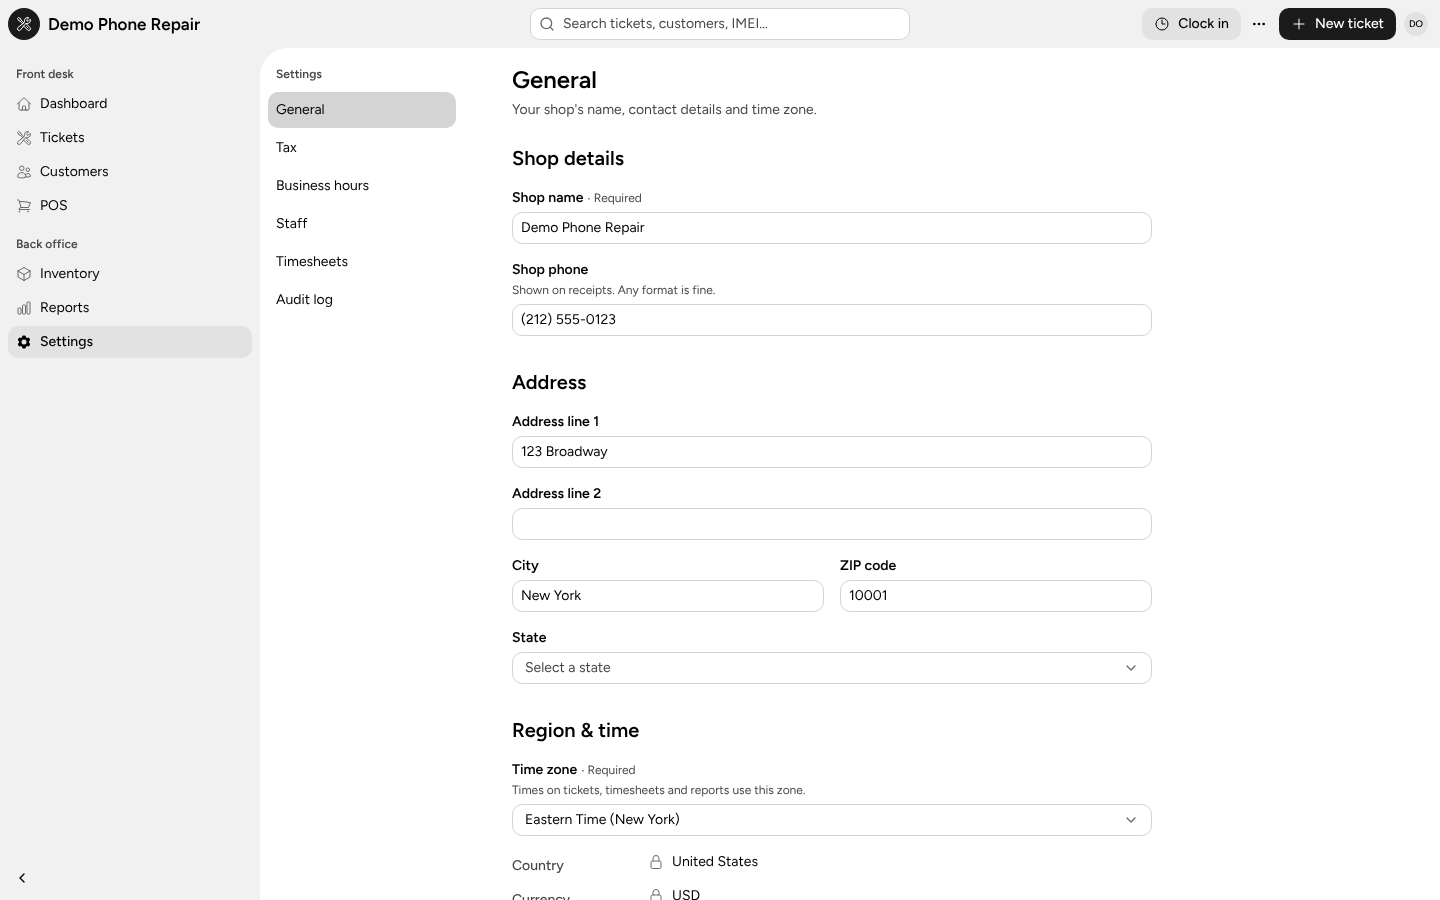 Demo Phone Repair
Search tickets, customers, IMEI...
Clock in
New ticket
DO
Front desk
Dashboard
Tickets
Customers
POS
Back office
Inventory
Reports
Settings
Settings
General
Tax
Business hours
Staff
Timesheets
Audit log
General
Your shop's name, contact details and time zone.
Shop details
Shop name · Required
Demo Phone Repair
Shop phone
Shown on receipts. Any format is fine.
(212) 555-0123
Address
Address line 1
123 Broadway
Address line 2
City
ZIP code
New York
10001
State
Select a state
Region & time
Time zone · Required
Times on tickets, timesheets and reports use this zone.
Eastern Time (New York)
Country
United States
Currency
USD